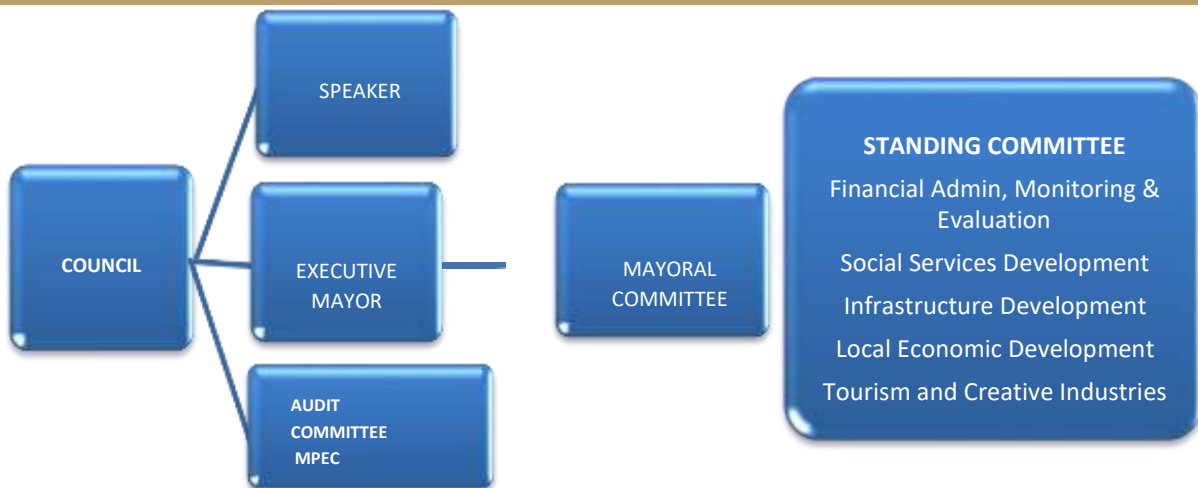 SPEAKER
COUNCIL
EXECUTIVE
MAYOR
AUDIT
COMMITTEE
MPEC
MAYORAL
COMMITTEE
STANDING COMMITTEE
Financial Admin, Monitoring &
Evaluation
Social Services Development
Infrastructure Development
Local Economic Development
Tourism and Creative Industries